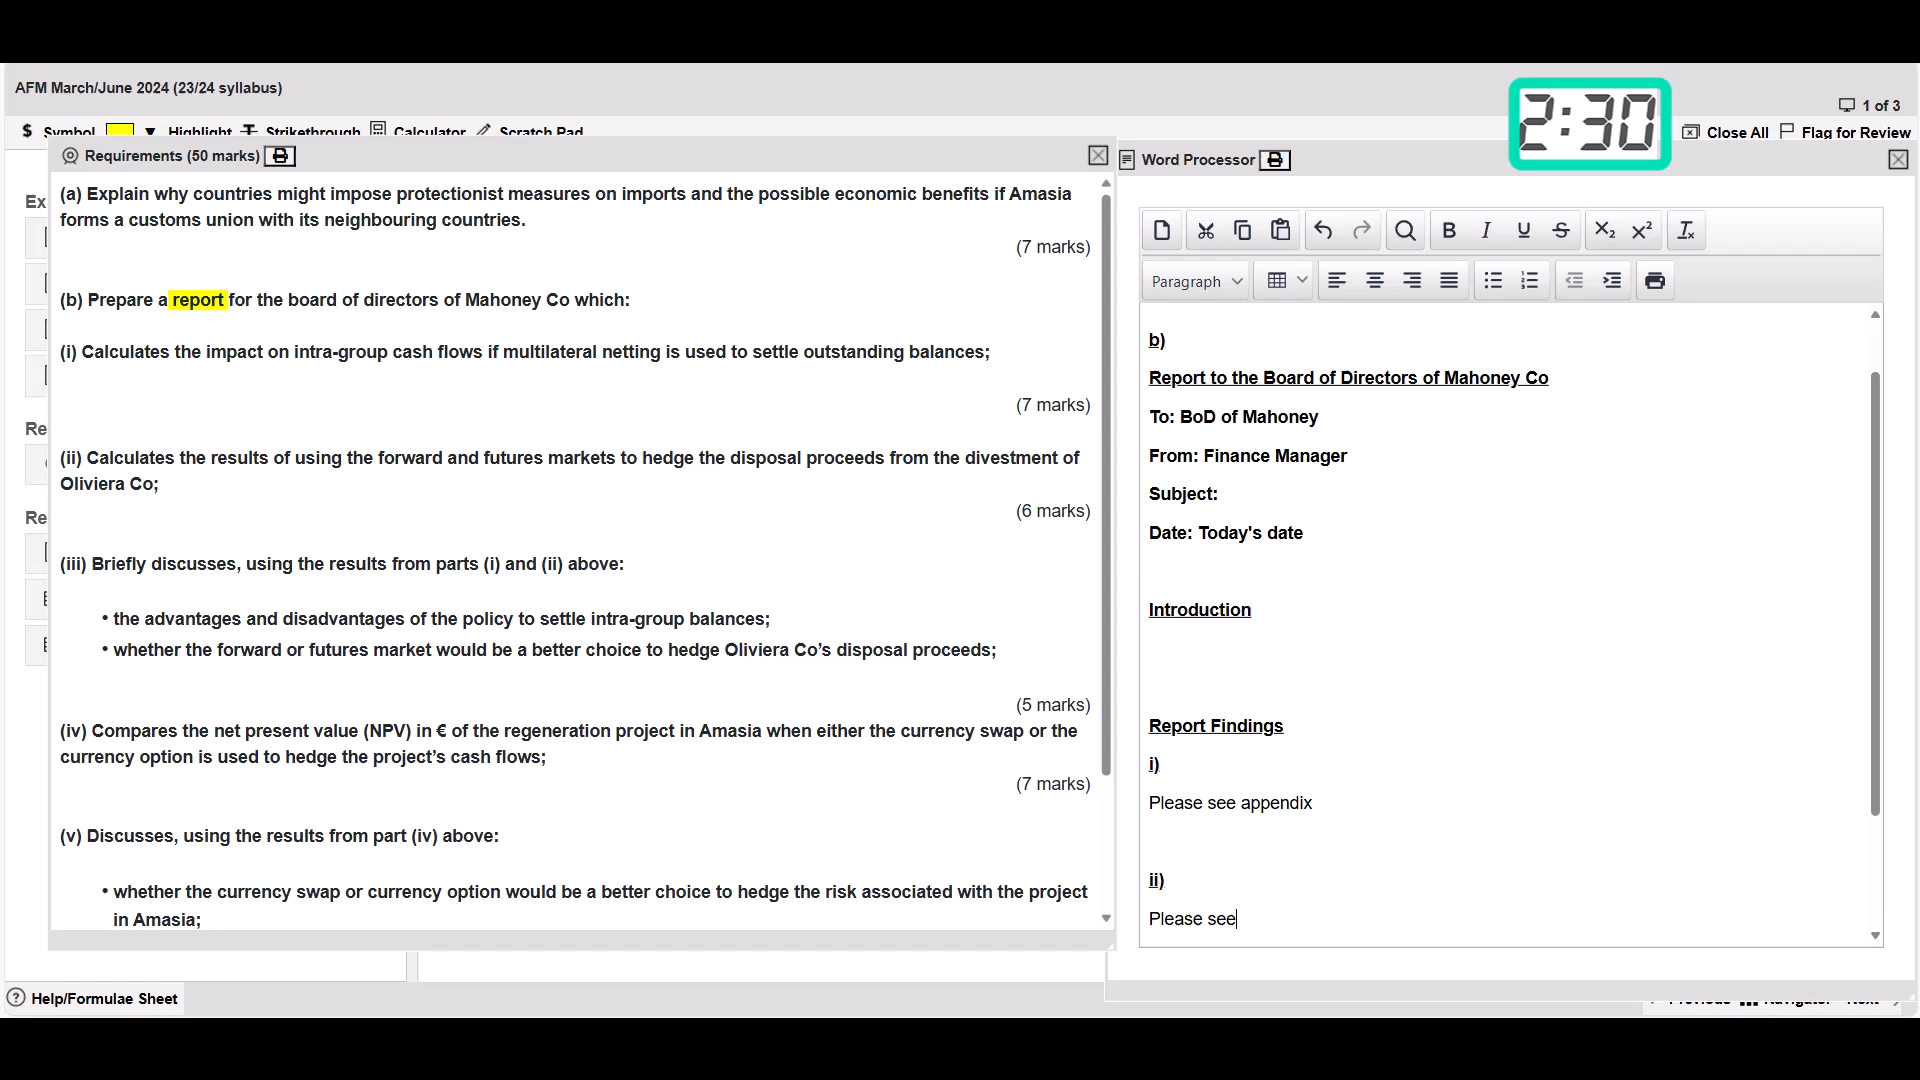 AFM March/June 2024 (23/24 syllabus)
2:30
1 of 3
$ Symbol Highlight Strikethrough Calculator Scratch Pad
Close All Flag for Review
Requirements (50 marks)
Word Processor
(a) Explain why countries might impose protectionist measures on imports and the possible economic benefits if Amasia
forms a customs union with its neighbouring countries.
(7 marks)
(b) Prepare a report for the board of directors of Mahoney Co which:
(i) Calculates the impact on intra-group cash flows if multilateral netting is used to settle outstanding balances;
(7 marks)
(ii) Calculates the results of using the forward and futures markets to hedge the disposal proceeds from the divestment of
Oliviera Co;
(6 marks)
(iii) Briefly discusses, using the results from parts (i) and (ii) above:
• the advantages and disadvantages of the policy to settle intra-group balances;
• whether the forward or futures market would be a better choice to hedge Oliviera Co’s disposal proceeds;
(5 marks)
(iv) Compares the net present value (NPV) in € of the regeneration project in Amasia when either the currency swap or the
currency option is used to hedge the project’s cash flows;
(7 marks)
(v) Discusses, using the results from part (iv) above:
• whether the currency swap or currency option would be a better choice to hedge the risk associated with the project
in Amasia;
Ex
Re
Re
Paragraph
b)
Report to the Board of Directors of Mahoney Co
To: BoD of Mahoney
From: Finance Manager
Subject:
Date: Today's date
Introduction
Report Findings
i)
Please see appendix
ii)
Please see
Help/Formulae Sheet
Previous Navigator Next